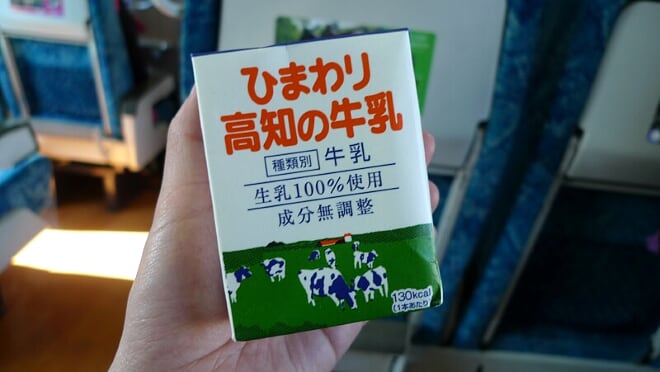 ひまわり
高知の牛乳
種類別 牛乳
生乳100%使用
成分無調整
130kcal
(1本あたり)